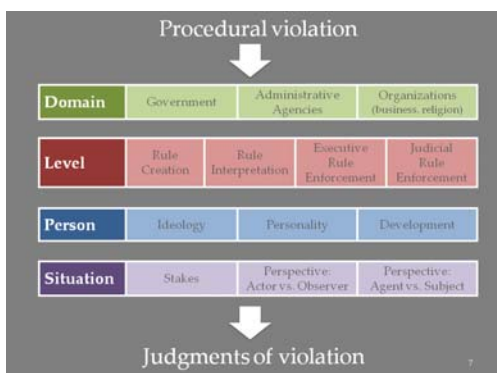 Procedural violation
Domain
Government
Administrative
Agencies
Organizations
(business, religion)
Level
Rule
Creation
Rule
Interpretation
Executive
Rule
Enforcement
Judicial
Rule
Enforcement
Person
Ideology
Personality
Development
Situation
Stakes
Perspective:
Actor vs. Observer
Perspective:
Agent vs. Subject
Judgments of violation
7